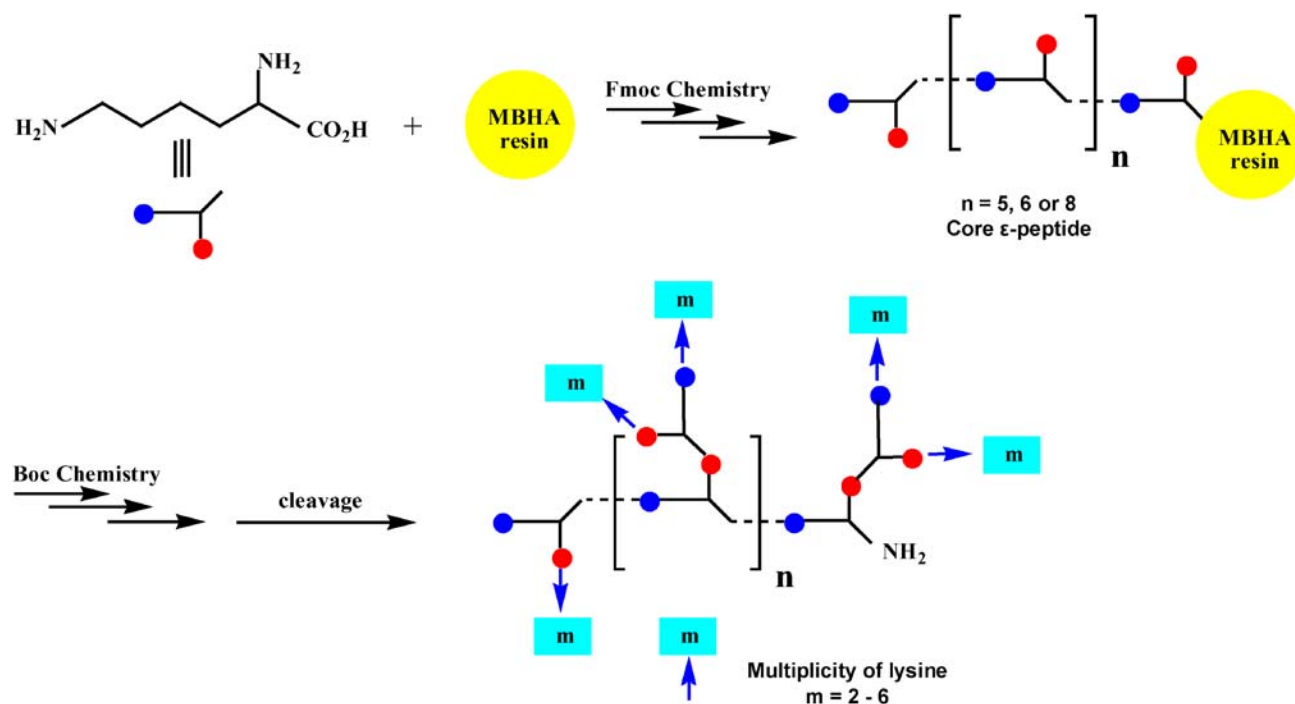 NH2
H2N
CO2H
+
MBHA
resin
Fmoc Chemistry
n
MBHA
resin
n = 5, 6 or 8
Core ε-peptide
m
m
m
m
Boc Chemistry
cleavage
NH2
n
m
m
Multiplicity of lysine
m = 2 - 6